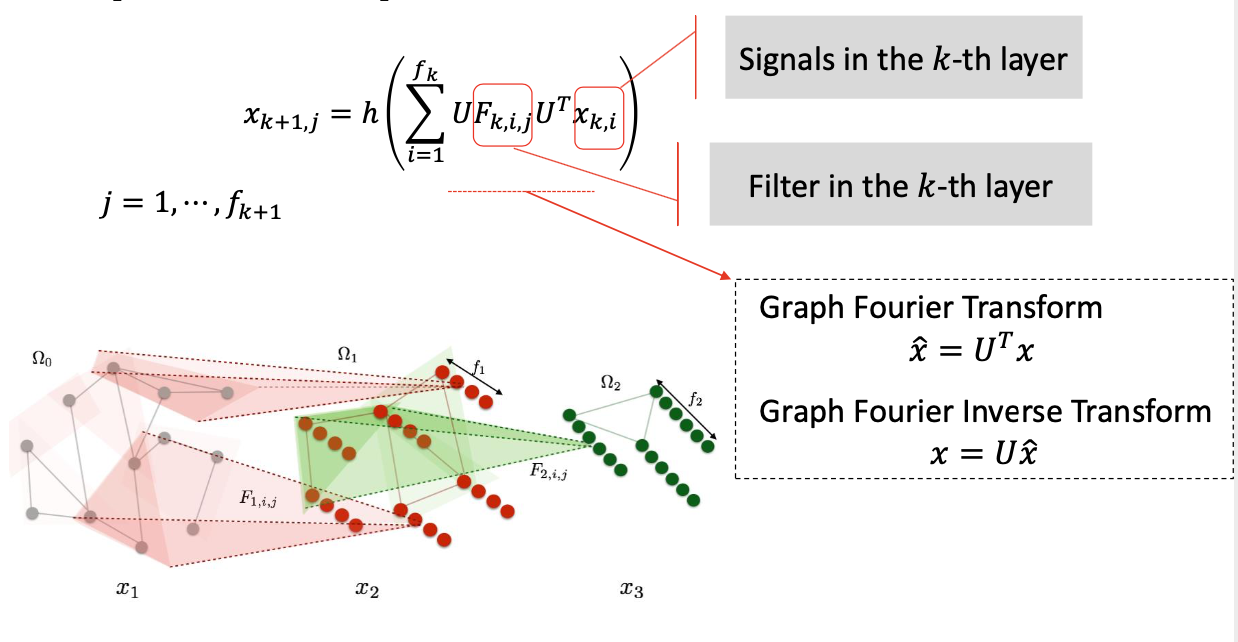 x_{k+1,j} = h(∑_{i=1}^{f_k} U F_{k,i,j} U^T x_{k,i})
Signals in the k-th layer
Filter in the k-th layer
j = 1, ⋯ , f_{k+1}
Graph Fourier Transform
x̂ = U^T x
Graph Fourier Inverse Transform
x = U x̂
Ω_0
Ω_1
f_1
Ω_2
f_2
F_{1,i,j}
F_{2,i,j}
x_1
x_2
x_3